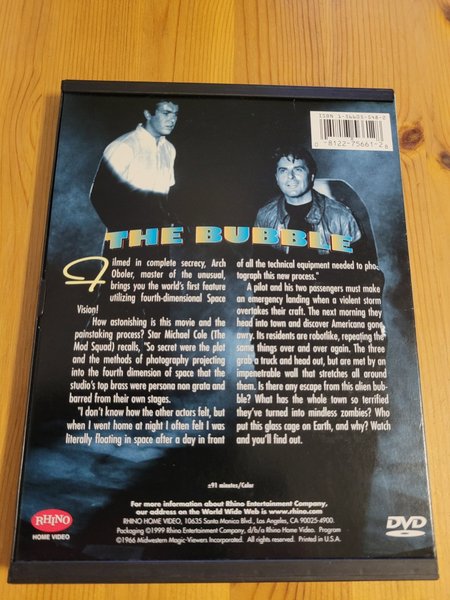 ISBN 1-56605-548-2
0 81227 56612 8
THE BUBBLE
Filmed in complete secrecy, Arch
Oboler, master of the unusual,
brings you the world's first feature
utilizing fourth-dimensional Space
Vision!
How astonishing is this movie and the
painstaking process? Star Michael Cole (The
Mod Squad) recalls, "So secret were the plot
and the methods of photography projecting
into the fourth dimension of space that the
studio's top brass were persona non grata and
barred from their own stages.
"I don't know how the other actors felt, but
when I went home at night I often felt I was
literally floating in space after a day in front
of all the technical equipment needed to pho-
tograph this new process."
A pilot and his two passengers must make
an emergency landing when a violent storm
overtakes their craft. The next morning they
head into town and discover Americana gone
awry. Its residents are robotlike, repeating the
same things over and over again. The three
grab a truck and head out, but are met by an
impenetrable wall that stretches all around
them. Is there an escape from this alien bub-
ble? What has the whole town so terrified
they've turned into mindless zombies? Who
put this glass cage on Earth, and why? Watch
and you'll find out.
±91 minutes/Color
For more information about Rhino Entertainment Company,
our address on the World Wide Web is www.rhino.com
RHINO HOME VIDEO, 10635 Santa Monica Blvd., Los Angeles, CA 90025-4900.
Packaging ©1999 Rhino Entertainment Company, d/b/a Rhino Home Video. Program
©1966 Midwestern Magic-Viewers Incorporated. All rights reserved. Printed in U.S.A.
RHINO
HOME VIDEO
DVD
VIDEO